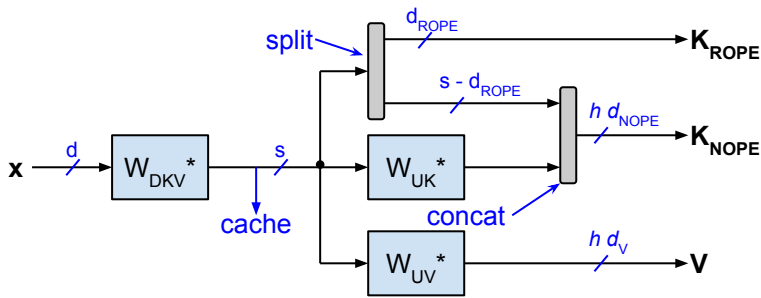 split
d_ROPE
K_ROPE
s - d_ROPE
h d_NOPE
K_NOPE
x
d
W_DKV*
s
cache
W_UK*
concat
W_UV*
h d_V
V